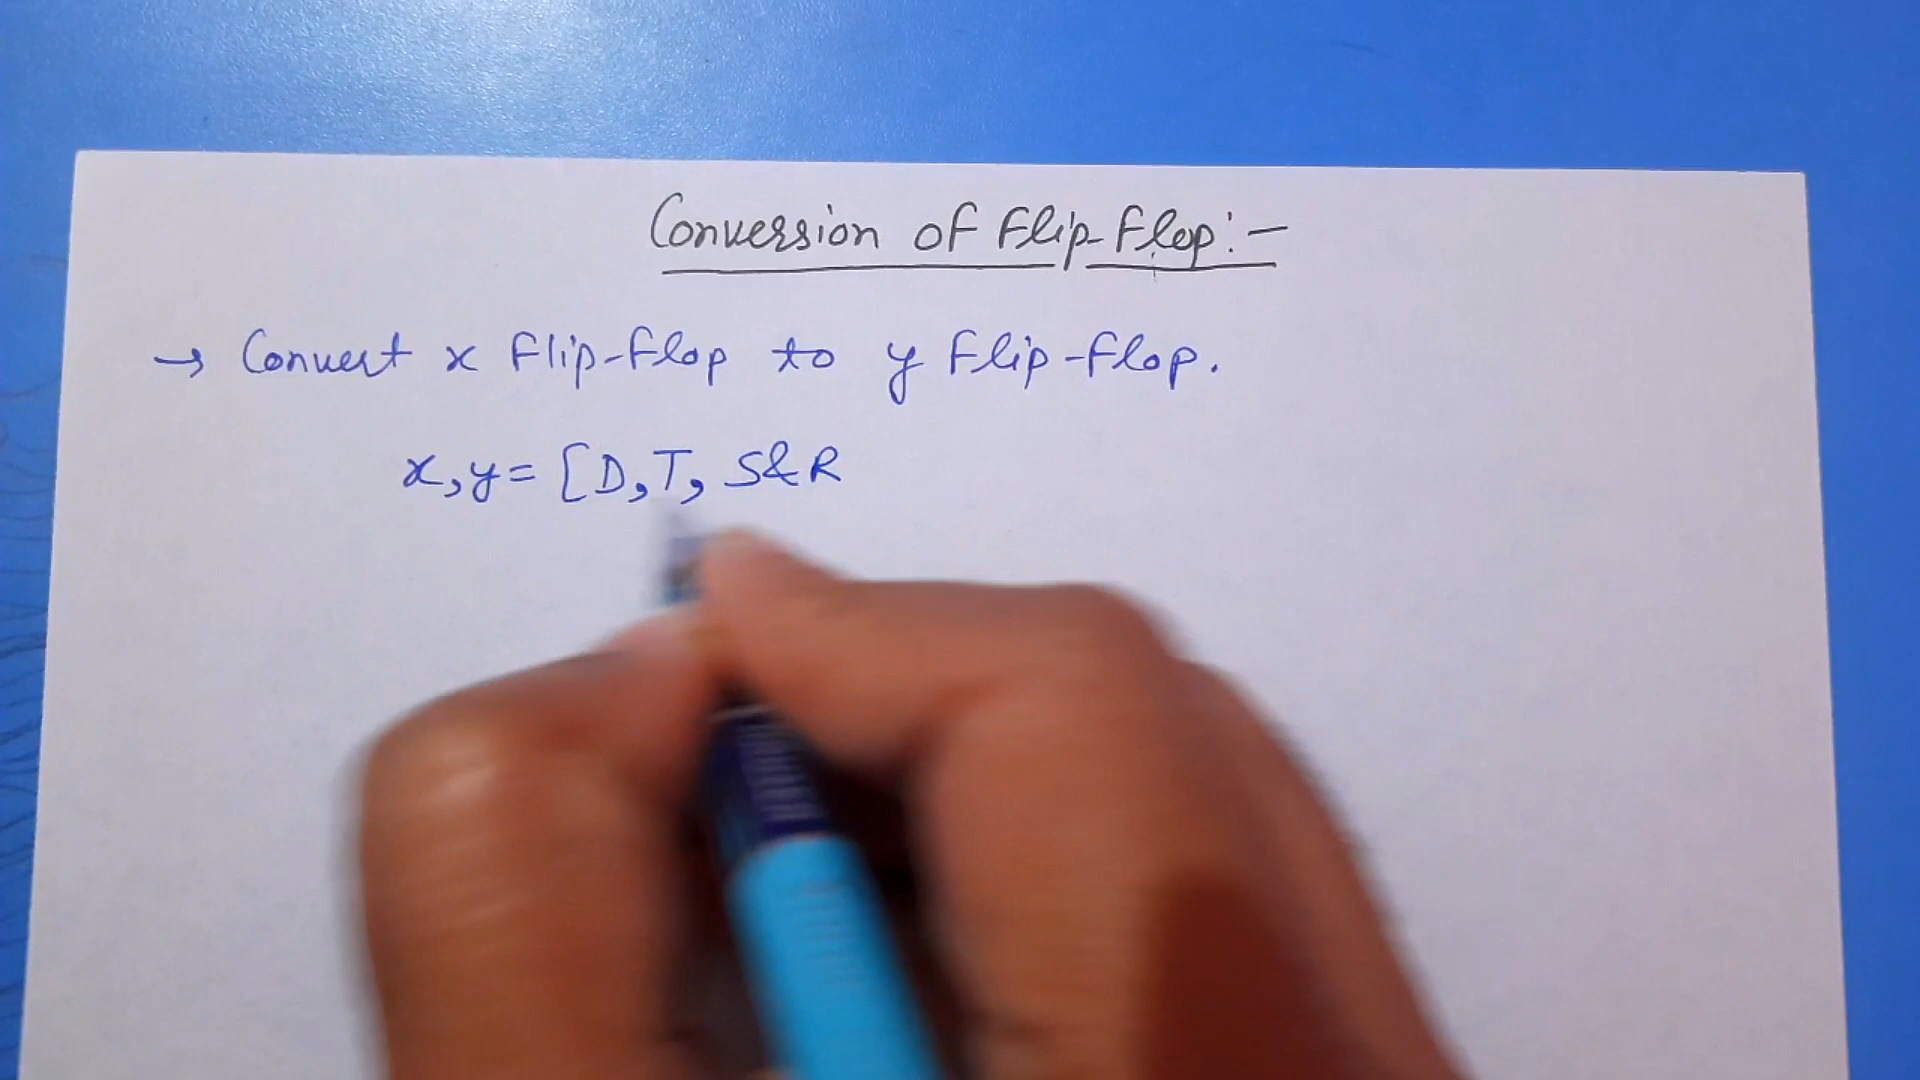 Conversion of Flip-Flop:-
→ Convert x Flip-Flop to y Flip-Flop.
x,y= [D,T, S&R